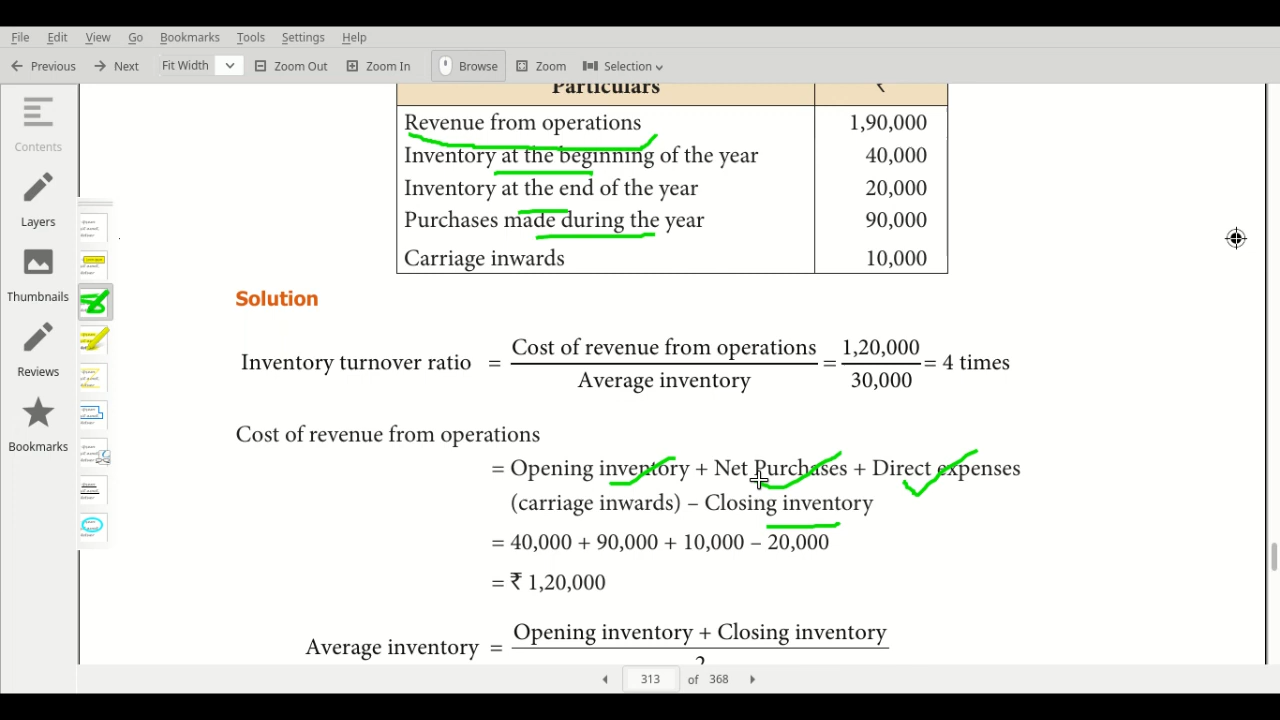 File Edit View Go Bookmarks Tools Settings Help
Previous Next Fit Width Zoom Out Zoom In Browse Zoom Selection
Contents
Layers
Thumbnails
Reviews
Bookmarks
Particulars ₹
Revenue from operations 1,90,000
Inventory at the beginning of the year 40,000
Inventory at the end of the year 20,000
Purchases made during the year 90,000
Carriage inwards 10,000
Solution
Inventory turnover ratio = Cost of revenue from operations / Average inventory = 1,20,000 / 30,000 = 4 times
Cost of revenue from operations
= Opening inventory + Net Purchases + Direct expenses
(carriage inwards) – Closing inventory
= 40,000 + 90,000 + 10,000 – 20,000
= ₹ 1,20,000
Average inventory = Opening inventory + Closing inventory / 2
313 of 368